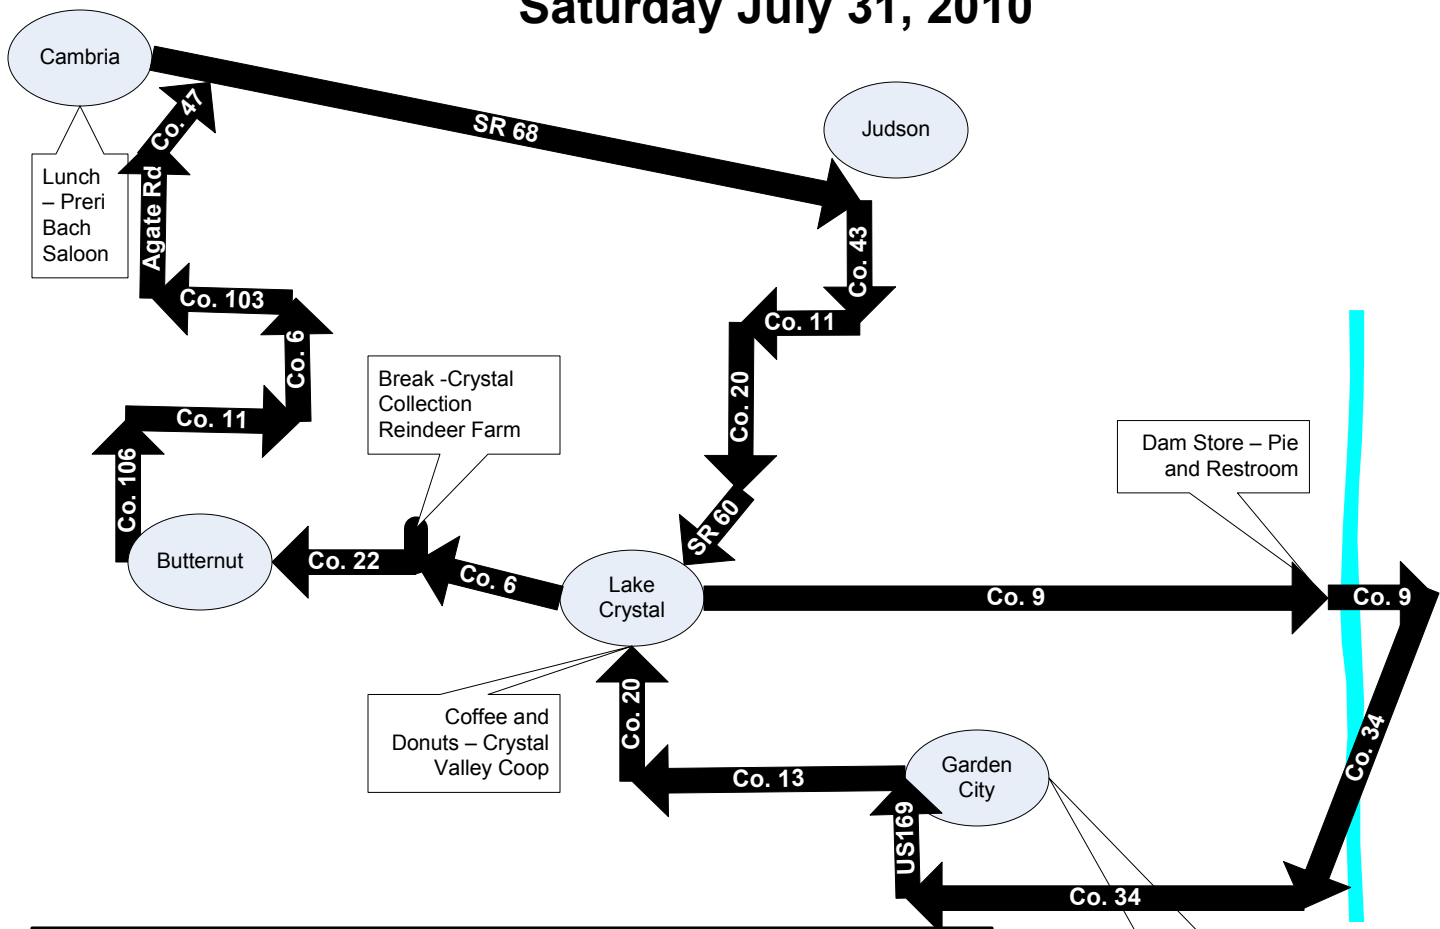 Saturday July 31, 2010
Cambria
Judson
SR 68
Co. 47
Lunch
– Preri
Bach
Saloon
Agate Rd
Co. 43
Co. 103
Co. 11
Co. 6
Break -Crystal
Collection
Reindeer Farm
Co. 20
Co. 11
Dam Store – Pie
and Restroom
Co. 106
SR 60
Butternut
Co. 22
Co. 6
Lake
Crystal
Co. 9
Co. 9
Co. 20
Coffee and
Donuts – Crystal
Valley Coop
Co. 13
Garden
City
Co. 34
US169
Co. 34